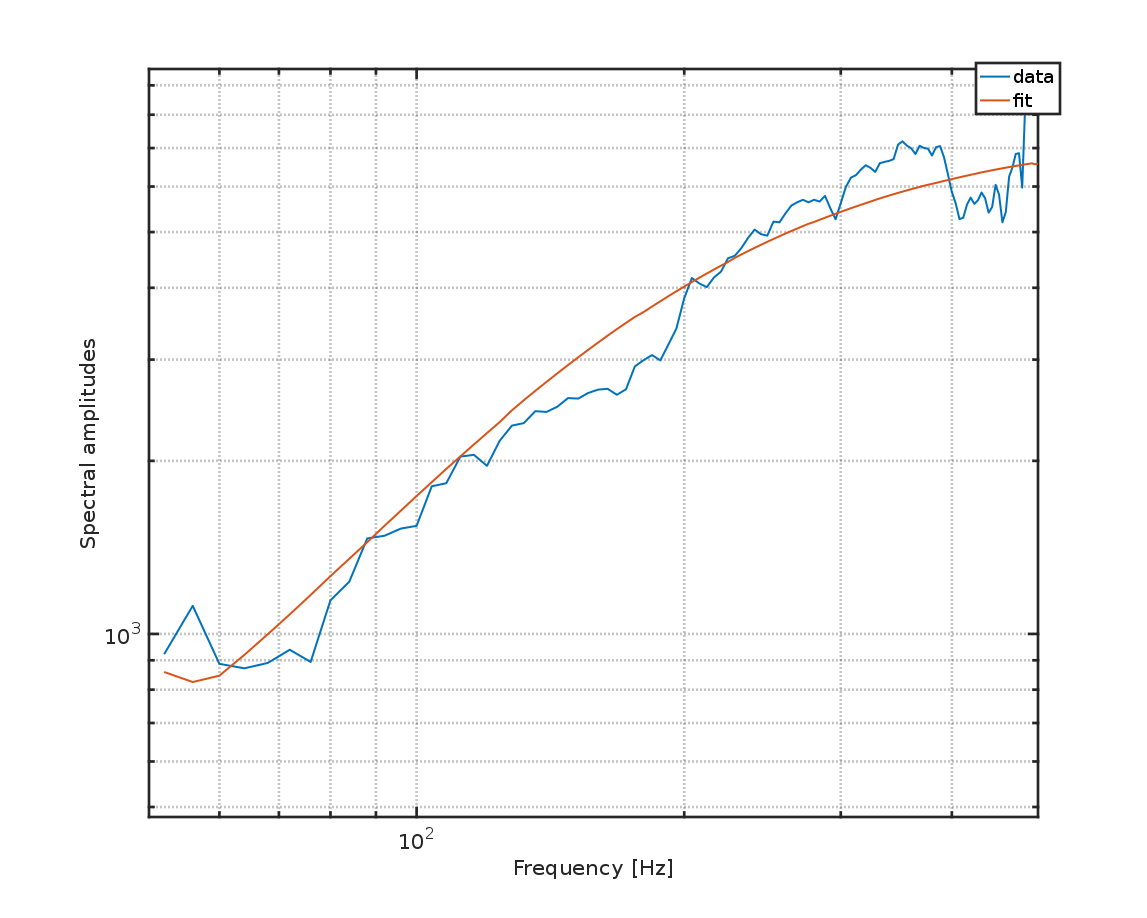 data
fit
Spectral amplitudes
10^3
10^2
Frequency [Hz]